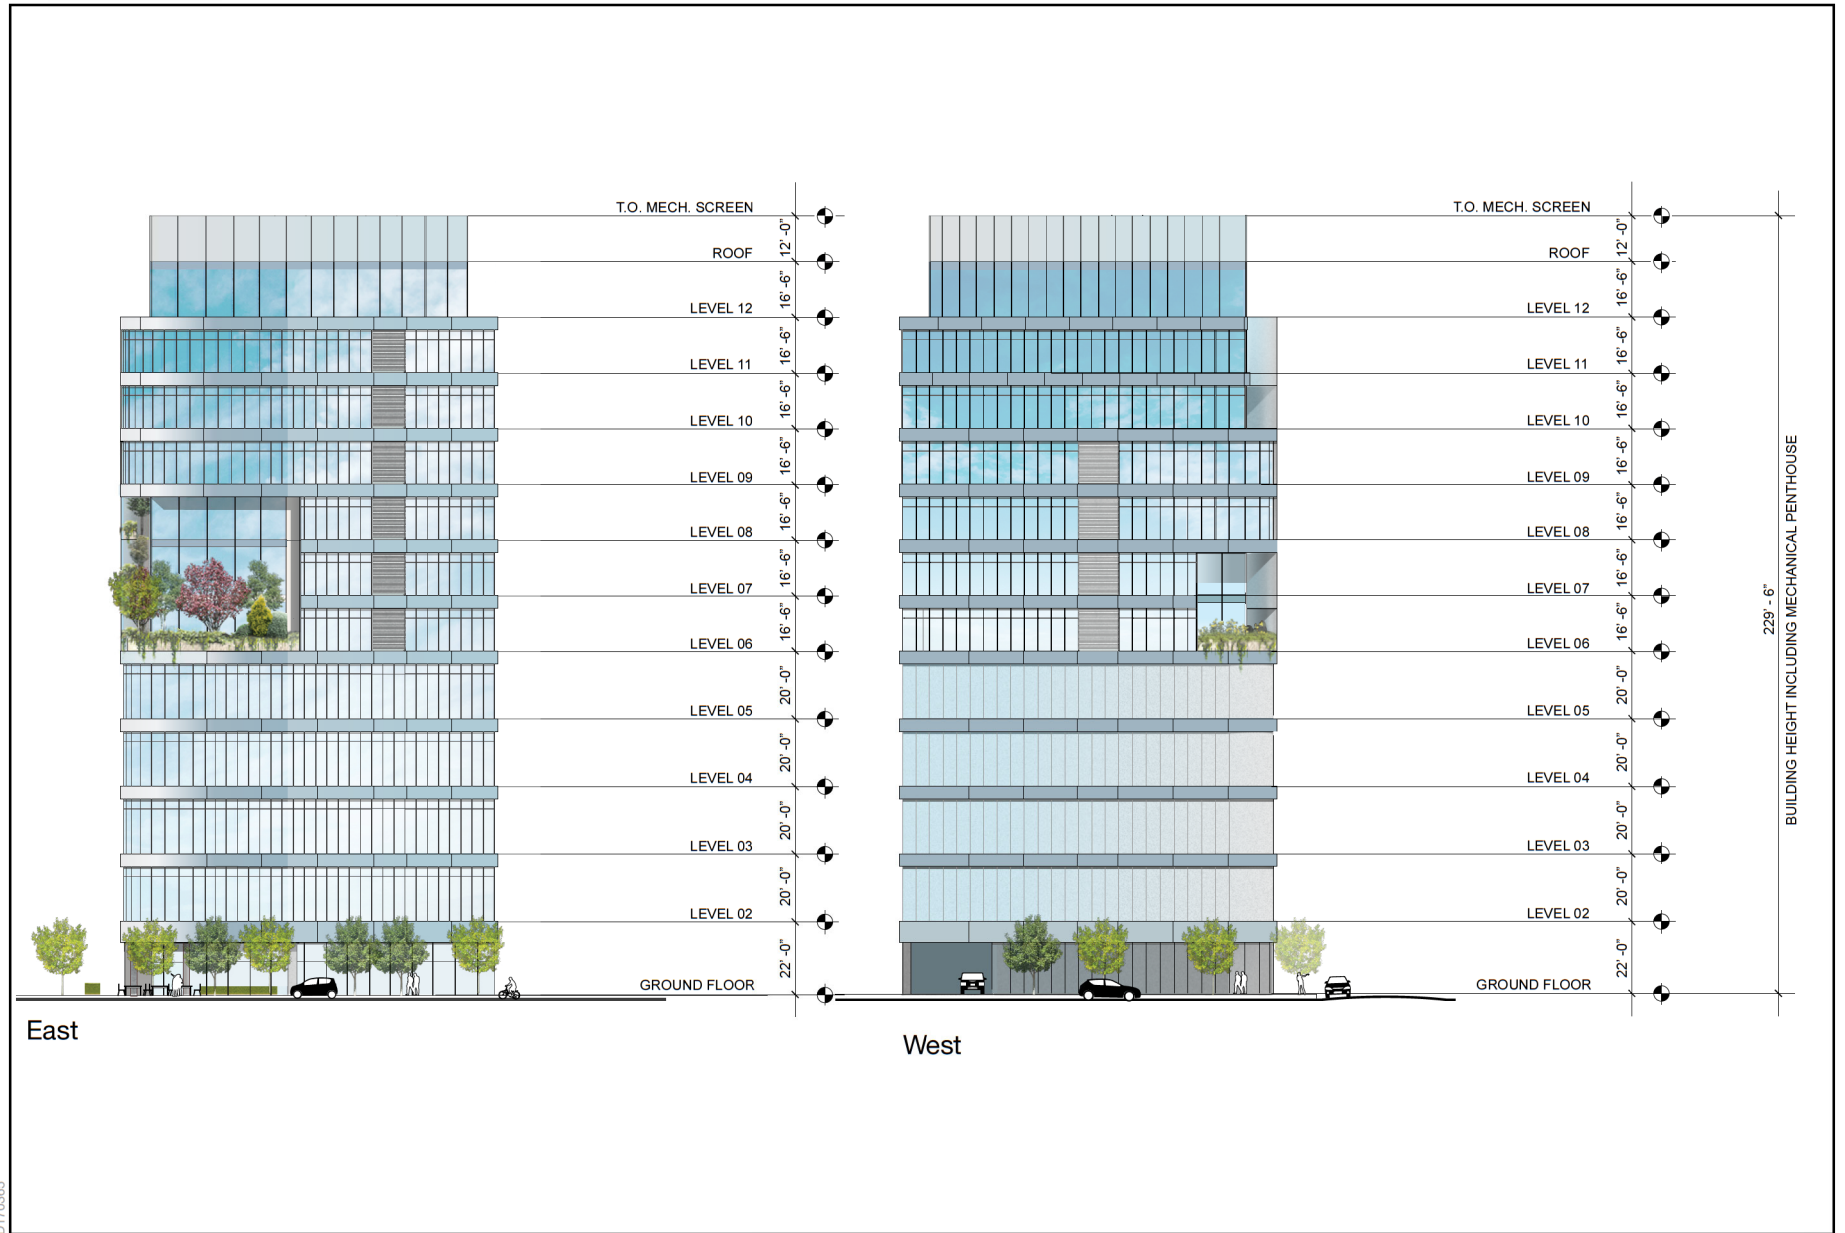 T.O. MECH. SCREEN
12' -0"
ROOF
16' -6"
LEVEL 12
16' -6"
LEVEL 11
16' -6"
LEVEL 10
16' -6"
LEVEL 09
16' -6"
LEVEL 08
16' -6"
LEVEL 07
16' -6"
LEVEL 06
20' -0"
LEVEL 05
20' -0"
LEVEL 04
20' -0"
LEVEL 03
20' -0"
LEVEL 02
22' -0"
GROUND FLOOR
East
T.O. MECH. SCREEN
12' -0"
ROOF
16' -6"
LEVEL 12
16' -6"
LEVEL 11
16' -6"
LEVEL 10
16' -6"
LEVEL 09
16' -6"
LEVEL 08
16' -6"
LEVEL 07
16' -6"
LEVEL 06
20' -0"
LEVEL 05
20' -0"
LEVEL 04
20' -0"
LEVEL 03
20' -0"
LEVEL 02
22' -0"
GROUND FLOOR
West
229' - 6"
BUILDING HEIGHT INCLUDING MECHANICAL PENTHOUSE